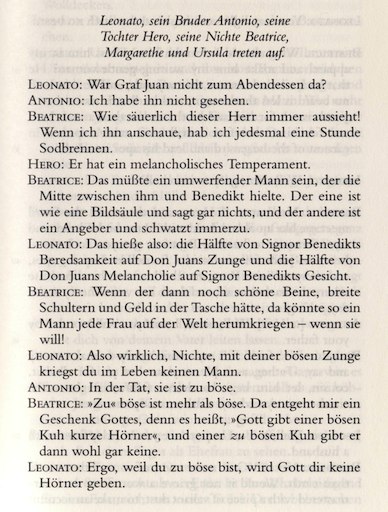 Leonato, sein Bruder Antonio, seine
Tochter Hero, seine Nichte Beatrice,
Margarethe und Ursula treten auf.
LEONATO: War Graf Juan nicht zum Abendessen da?
ANTONIO: Ich habe ihn nicht gesehen.
BEATRICE: Wie säuerlich dieser Herr immer aussieht!
Wenn ich ihn anschaue, hab ich jedesmal eine Stunde
Sodbrennen.
HERO: Er hat ein melancholisches Temperament.
BEATRICE: Das müßte ein umwerfender Mann sein, der die
Mitte zwischen ihm und Benedikt hielte. Der eine ist
wie eine Bildsäule und sagt gar nichts, und der andere ist
ein Angeber und schwatzt immerzu.
LEONATO: Das hieße also: die Hälfte von Signor Benedikts
Beredsamkeit auf Don Juans Zunge und die Hälfte von
Don Juans Melancholie auf Signor Benedikts Gesicht.
BEATRICE: Wenn der dann noch schöne Beine, breite
Schultern und Geld in der Tasche hätte, da könnte so ein
Mann jede Frau auf der Welt herumkriegen – wenn sie
will!
LEONATO: Also wirklich, Nichte, mit deiner bösen Zunge
kriegst du im Leben keinen Mann.
ANTONIO: In der Tat, sie ist zu böse.
BEATRICE: »Zu« böse ist mehr als böse. Da entgeht mir ein
Geschenk Gottes, denn es heißt, »Gott gibt einer bösen
Kuh kurze Hörner«, und einer zu bösen Kuh gibt er
dann wohl gar keine.
LEONATO: Ergo, weil du zu böse bist, wird Gott dir keine
Hörner geben.